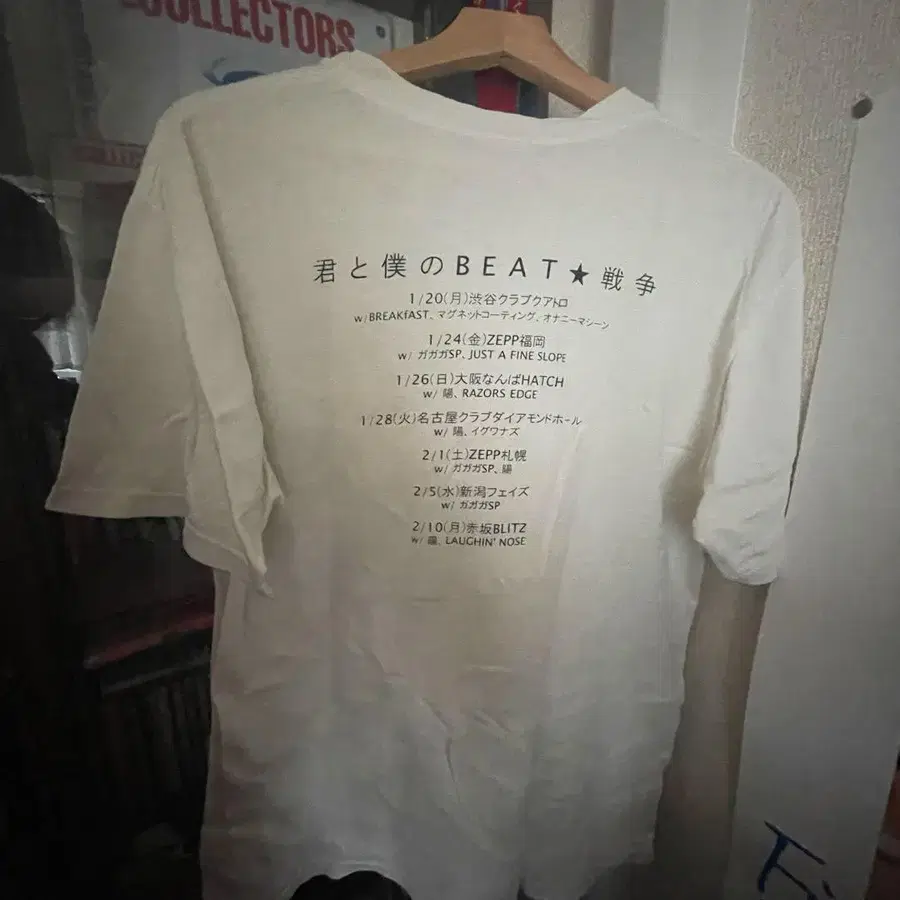 COLLECTORS
君と僕のBEAT★戦争
1/20(月)渋谷クラブクアトロ
w/BREAKfAST、マグネットコーティング、オナニーマシーン
1/24(金)ZEPP福岡
w/ ガガガSP、JUST A FINE SLOPE
1/26(日)大阪なんばHATCH
w/ 陽、RAZORS EDGE
1/28(火)名古屋クラブダイアモンドホール
w/ 陽、イグワナズ
2/1(土)ZEPP札幌
w/ ガガガSP、陽
2/5(水)新潟フェイズ
w/ ガガガSP
2/10(月)赤坂BLITZ
w/ 陽、LAUGHIN' NOSE